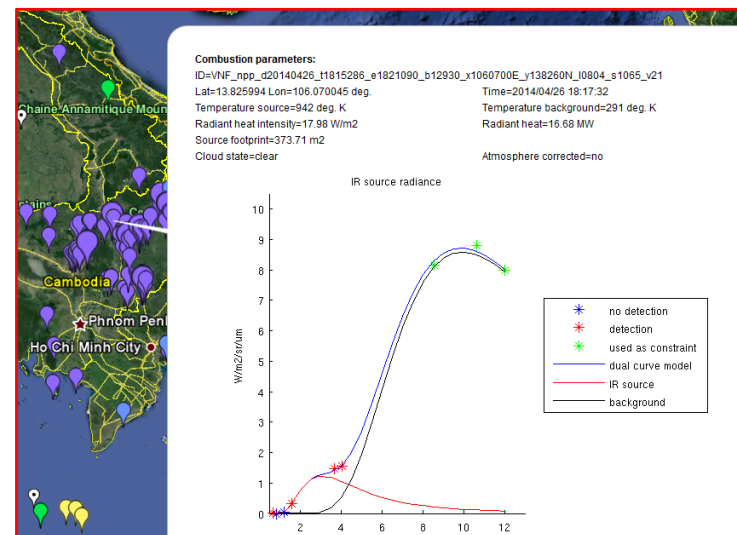 Combustion parameters:
ID=VNF_npp_d20140426_t1815286_e1821090_b12930_x1060700E_y138260N_l0804_s1065_v21
Lat=13.825994 Lon=106.070045 deg.
Time=2014/04/26 18:17:32
Temperature source=942 deg. K
Temperature background=291 deg. K
Radiant heat intensity=17.98 W/m2
Radiant heat=16.68 MW
Source footprint=373.71 m2
Cloud state=clear
Atmosphere corrected=no
Chaine Annamitique Moun
Cambodia
Phnom Penl
Ho Chi Minh City
IR source radiance
W/m2/sr/um
10
9
8
7
6
5
4
3
2
1
0
2
4
6
8
10
12
no detection
detection
used as constraint
dual curve model
IR source
background